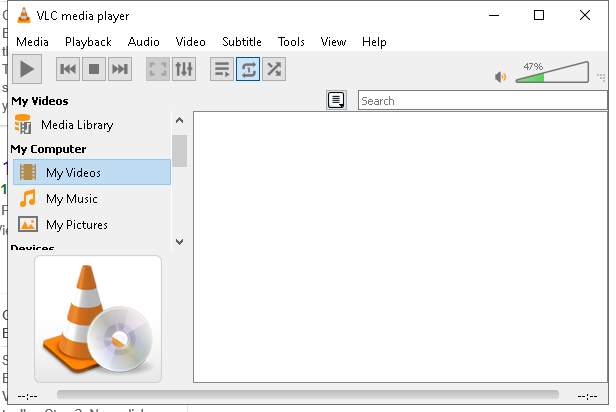 VLC media player
Media Playback Audio Video Subtitle Tools View Help
47%
My Videos
Search
Media Library
My Computer
My Videos
My Music
My Pictures
Devices
--:-- --:--